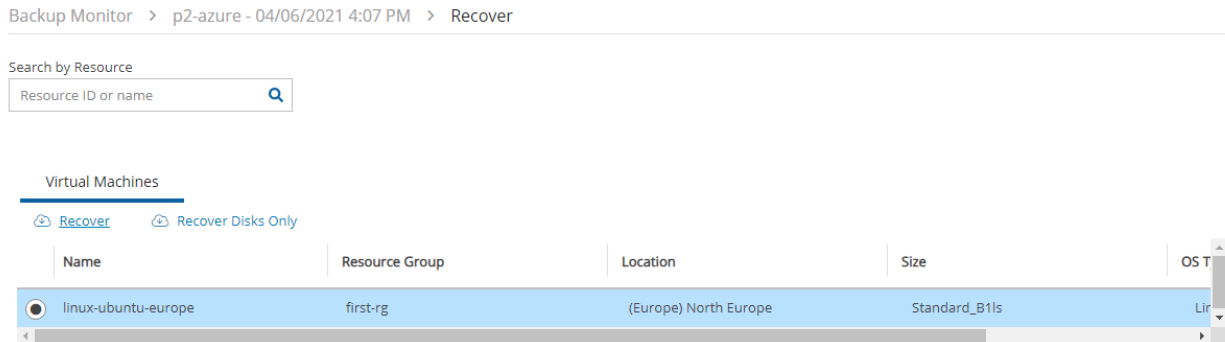 Backup Monitor > p2-azure - 04/06/2021 4:07 PM > Recover
Search by Resource
Resource ID or name
Virtual Machines
Recover Recover Disks Only
Name Resource Group Location Size OS T
linux-ubuntu-europe first-rg (Europe) North Europe Standard_B1ls